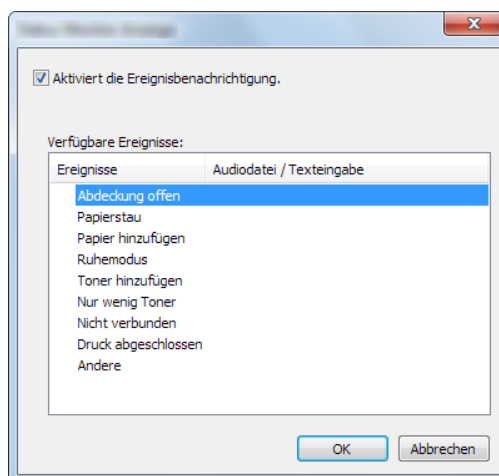 Aktiviert die Ereignisbenachrichtigung.
Verfügbare Ereignisse:
Ereignisse Audiodatei / Texteingabe
Abdeckung offen
Papierstau
Papier hinzufügen
Ruhemodus
Toner hinzufügen
Nur wenig Toner
Nicht verbunden
Druck abgeschlossen
Andere
OK Abbrechen